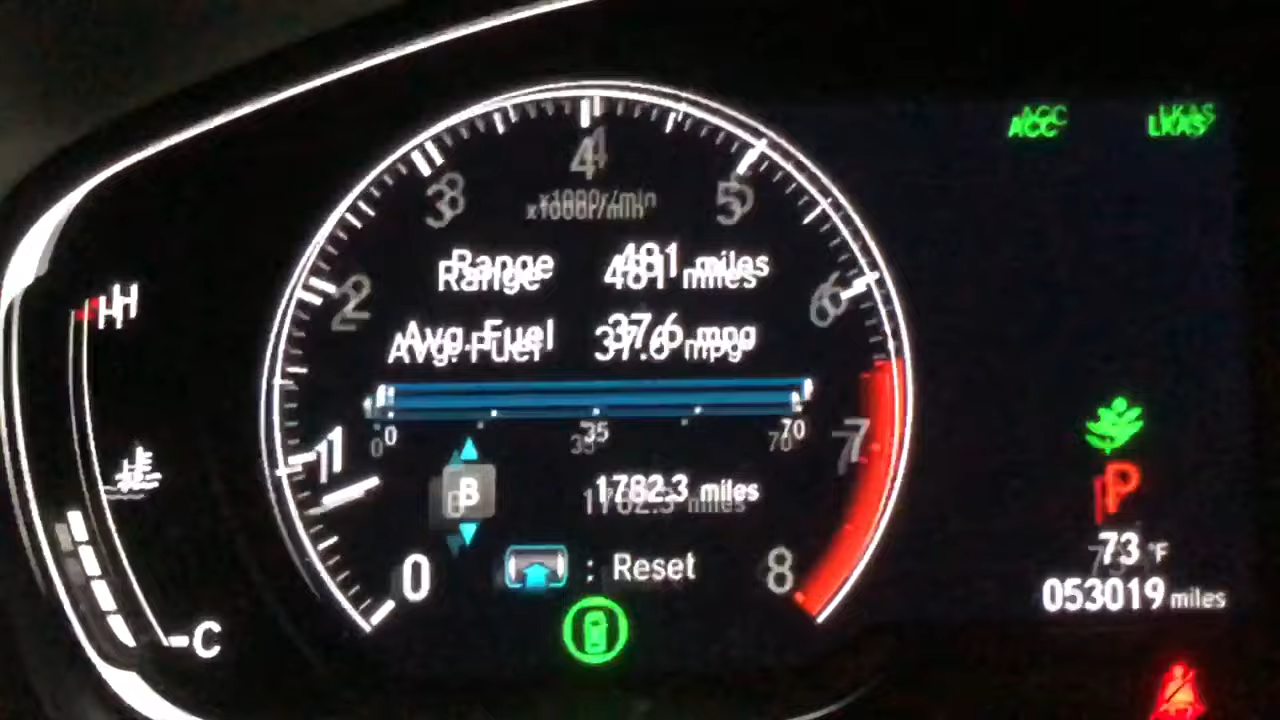 ACC LKAS
4
3 5
x1000r/min
Range 481 miles
2 6
H
Avg. Fuel 37.6 mpg
0 35 70
1 7
B 1782.3 miles
P
73 °F
0 : Reset 8
053019 miles
C